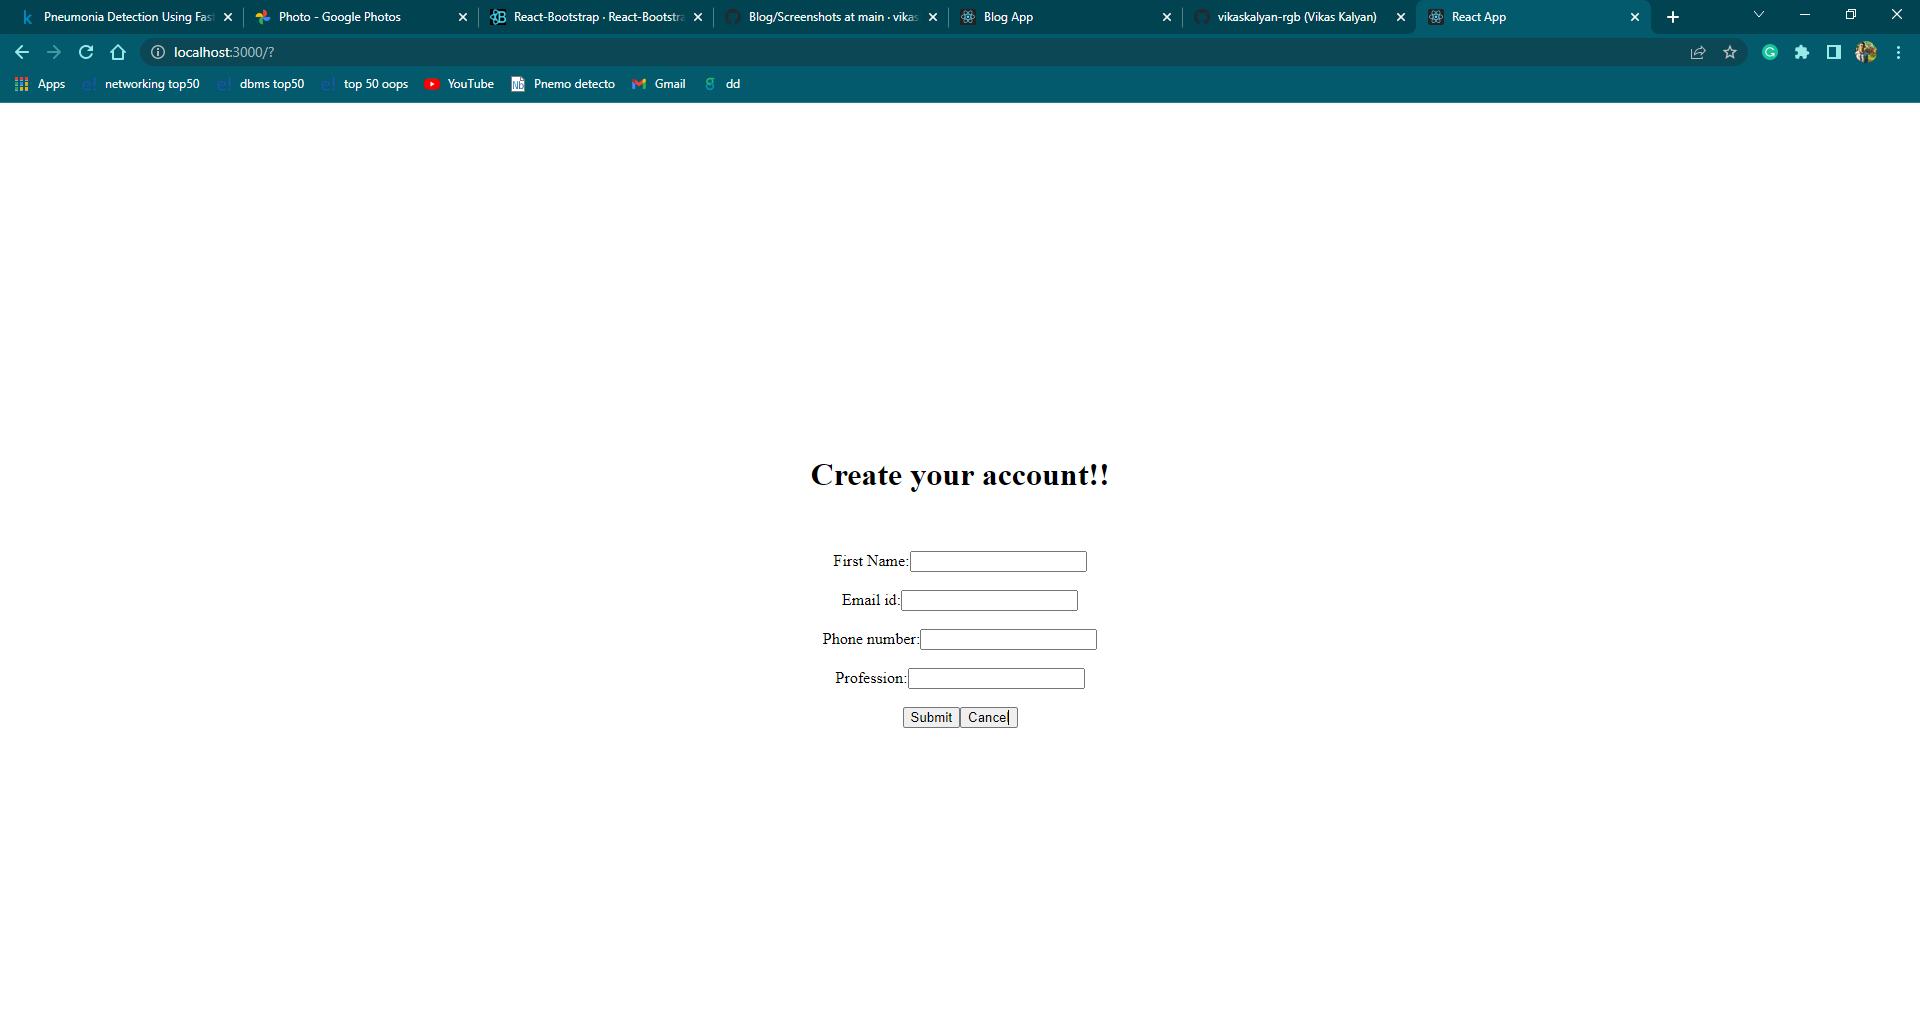 Pneumonia Detection Using Fas
Photo - Google Photos
React-Bootstrap · React-Bootstra
Blog/Screenshots at main · vikas
Blog App
vikaskalyan-rgb (Vikas Kalyan)
React App
localhost:3000/?
Apps
networking top50
dbms top50
top 50 oops
YouTube
Pnemo detecto
Gmail
dd
Create your account!!
First Name:
Email id:
Phone number:
Profession:
Submit Cancel